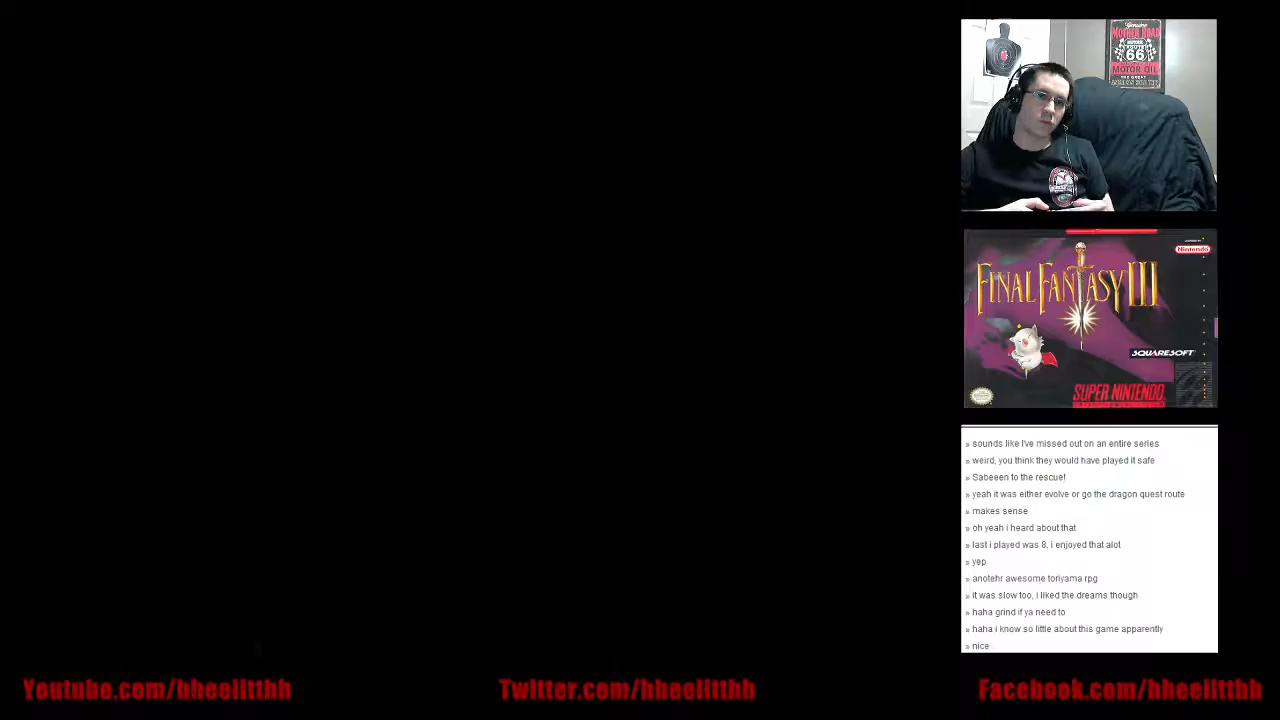 Genuine
MOTHER ROAD
ROUTE
66
MOTOR OIL
THE GREAT
Nintendo
FINAL FANTASY III
SQUARESOFT
SUPER NINTENDO
» sounds like I've missed out on an entire series
» weird, you think they would have played it safe
» Sabeeen to the rescue!
» yeah it was either evolve or go the dragon quest route
» makes sense
» oh yeah i heard about that
» last i played was 8, i enjoyed that alot
» yep
» anotehr awesome toriyama rpg
» it was slow too, i liked the dreams though
» haha grind if ya need to
» haha i know so little about this game apparently
» nice
Youtube.com/hheelitthh
Twitter.com/hheelitthh
Facebook.com/hheelitthh